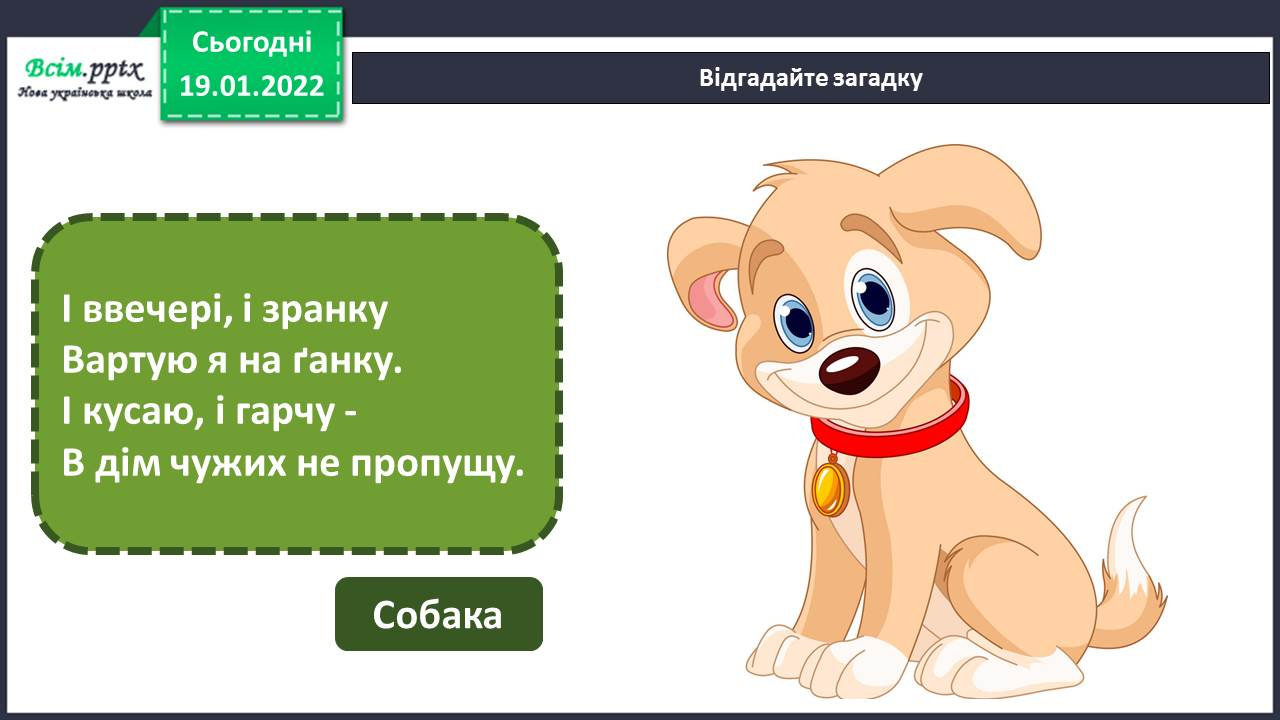 Всім.pptx
Нова українська школа
Сьогодні
19.01.2022
Відгадайте загадку
І ввечері, і зранку
Вартую я на ґанку.
І кусаю, і гарчу -
В дім чужих не пропущу.
Собака